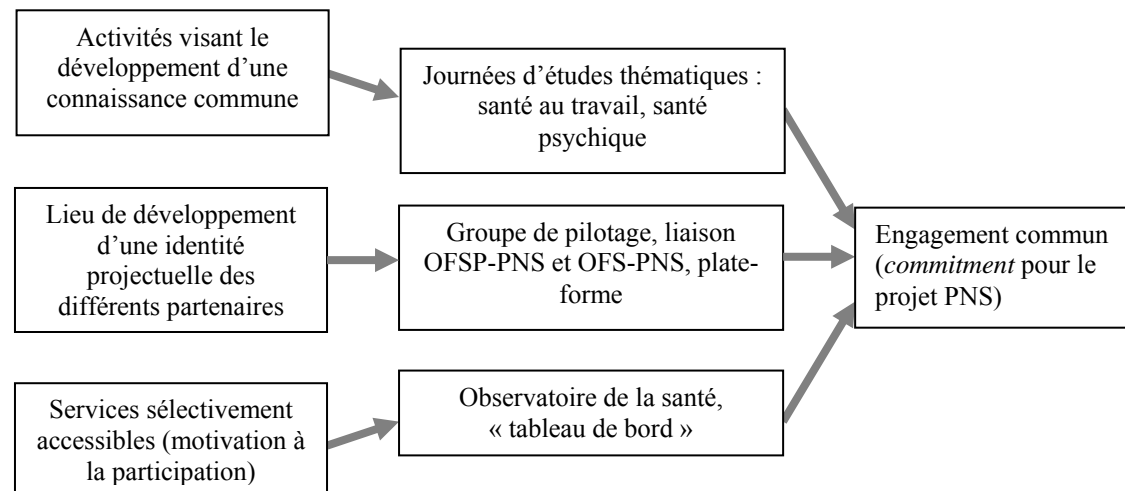 Activités visant le
développement d’une
connaissance commune
Journées d’études thématiques :
santé au travail, santé
psychique
Lieu de développement
d’une identité
projectuelle des
différents partenaires
Groupe de pilotage, liaison
OFSP-PNS et OFS-PNS, plate-
forme
Engagement commun
(commitment pour le
projet PNS)
Services sélectivement
accessibles (motivation à
la participation)
Observatoire de la santé,
« tableau de bord »